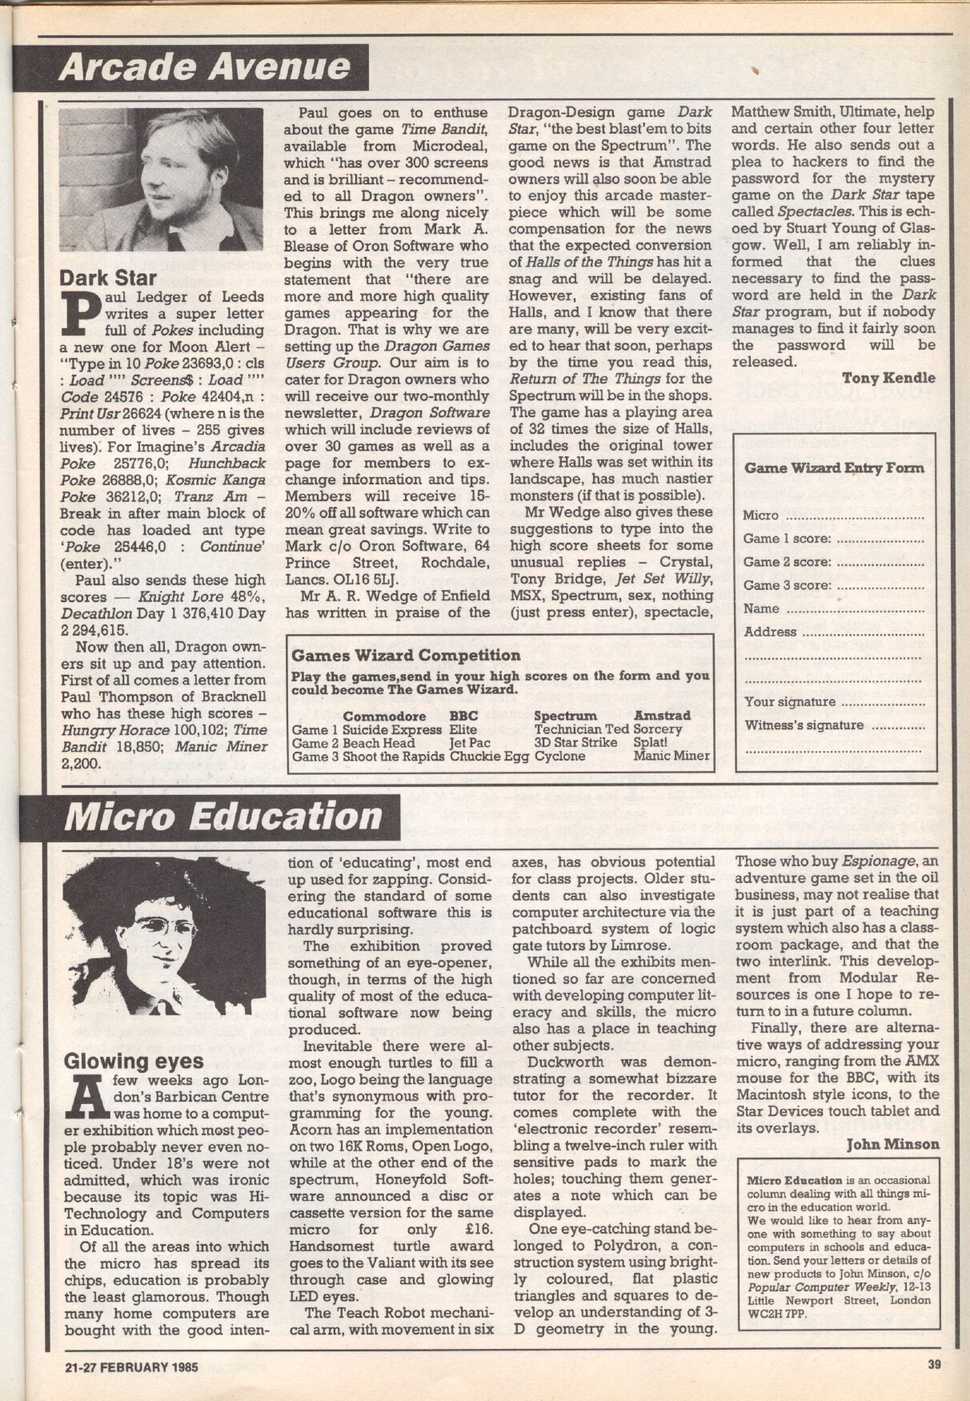 Arcade Avenue
Dark Star
Paul Ledger of Leeds
writes a super letter
full of Pokes including
a new one for Moon Alert –
“Type in 10 Poke 23693,0 : cls
: Load "" Screen$ : Load ""
Code 24576 : Poke 42404,n :
Print Usr 26624 (where n is the
number of lives – 255 gives
lives). For Imagine's Arcadia
Poke 25776,0; Hunchback
Poke 26888,0; Kosmic Kanga
Poke 36212,0; Tranz Am –
Break in after main block of
code has loaded ant type
‘Poke 25446,0 : Continue’
(enter).”
Paul also sends these high
scores — Knight Lore 48%,
Decathlon Day 1 376,410 Day
2 294,615.
Now then all, Dragon own-
ers sit up and pay attention.
First of all comes a letter from
Paul Thompson of Bracknell
who has these high scores –
Hungry Horace 100,102; Time
Bandit 18,850; Manic Miner
2,200.
Paul goes on to enthuse
about the game Time Bandit,
available from Microdeal,
which “has over 300 screens
and is brilliant – recommend-
ed to all Dragon owners”.
This brings me along nicely
to a letter from Mark A.
Blease of Oron Software who
begins with the very true
statement that “there are
more and more high quality
games appearing for the
Dragon. That is why we are
setting up the Dragon Games
Users Group. Our aim is to
cater for Dragon owners who
will receive our two-monthly
newsletter, Dragon Software
which will include reviews of
over 30 games as well as a
page for members to ex-
change information and tips.
Members will receive 15-
20% off all software which can
mean great savings. Write to
Mark c/o Oron Software, 64
Prince Street, Rochdale,
Lancs. OL16 5LJ.
Mr A. R. Wedge of Enfield
has written in praise of the
Dragon-Design game Dark
Star, “the best blast'em to bits
game on the Spectrum”. The
good news is that Amstrad
owners will also soon be able
to enjoy this arcade master-
piece which will be some
compensation for the news
that the expected conversion
of Halls of the Things has hit a
snag and will be delayed.
However, existing fans of
Halls, and I know that there
are many, will be very excit-
ed to hear that soon, perhaps
by the time you read this,
Return of The Things for the
Spectrum will be in the shops.
The game has a playing area
of 32 times the size of Halls,
includes the original tower
where Halls was set within its
landscape, has much nastier
monsters (if that is possible).
Mr Wedge also gives these
suggestions to type into the
high score sheets for some
unusual replies – Crystal,
Tony Bridge, Jet Set Willy,
MSX, Spectrum, sex, nothing
(just press enter), spectacle,
Matthew Smith, Ultimate, help
and certain other four letter
words. He also sends out a
plea to hackers to find the
password for the mystery
game on the Dark Star tape
called Spectacles. This is ech-
oed by Stuart Young of Glas-
gow. Well, I am reliably in-
formed that the clues
necessary to find the pass-
word are held in the Dark
Star program, but if nobody
manages to find it fairly soon
the password will be
released.
Tony Kendle
Games Wizard Competition
Play the games,send in your high scores on the form and you
could become The Games Wizard.
Commodore BBC Spectrum Amstrad
Game 1 Suicide Express Elite Technician Ted Sorcery
Game 2 Beach Head Jet Pac 3D Star Strike Splat!
Game 3 Shoot the Rapids Chuckie Egg Cyclone Manic Miner
Game Wizard Entry Form
Micro ....................................
Game 1 score: .......................
Game 2 score: .......................
Game 3 score: .......................
Name ....................................
Address ................................
...............................................
...............................................
Your signature ......................
Witness's signature ..............
...............................................
Micro Education
Glowing eyes
A few weeks ago Lon-
don's Barbican Centre
was home to a comput-
er exhibition which most peo-
ple probably never even no-
ticed. Under 18's were not
admitted, which was ironic
because its topic was Hi-
Technology and Computers
in Education.
Of all the areas into which
the micro has spread its
chips, education is probably
the least glamorous. Though
many home computers are
bought with the good inten-
tion of ‘educating’, most end
up used for zapping. Consid-
ering the standard of some
educational software this is
hardly surprising.
The exhibition proved
something of an eye-opener,
though, in terms of the high
quality of most of the educa-
tional software now being
produced.
Inevitable there were al-
most enough turtles to fill a
zoo, Logo being the language
that's synonymous with pro-
gramming for the young.
Acorn has an implementation
on two 16K Roms, Open Logo,
while at the other end of the
spectrum, Honeyfold Soft-
ware announced a disc or
cassette version for the same
micro for only £16.
Handsomest turtle award
goes to the Valiant with its see
through case and glowing
LED eyes.
The Teach Robot mechani-
cal arm, with movement in six
axes, has obvious potential
for class projects. Older stu-
dents can also investigate
computer architecture via the
patchboard system of logic
gate tutors by Limrose.
While all the exhibits men-
tioned so far are concerned
with developing computer lit-
eracy and skills, the micro
also has a place in teaching
other subjects.
Duckworth was demon-
strating a somewhat bizzare
tutor for the recorder. It
comes complete with the
‘electronic recorder’ resem-
bling a twelve-inch ruler with
sensitive pads to mark the
holes; touching them gener-
ates a note which can be
displayed.
One eye-catching stand be-
longed to Polydron, a con-
struction system using bright-
ly coloured, flat plastic
triangles and squares to de-
velop an understanding of 3-
D geometry in the young.
Those who buy Espionage, an
adventure game set in the oil
business, may not realise that
it is just part of a teaching
system which also has a class-
room package, and that the
two interlink. This develop-
ment from Modular Re-
sources is one I hope to re-
turn to in a future column.
Finally, there are alterna-
tive ways of addressing your
micro, ranging from the AMX
mouse for the BBC, with its
Macintosh style icons, to the
Star Devices touch tablet and
its overlays.
John Minson
Micro Education is an occasional
column dealing with all things mi-
cro in the education world.
We would like to hear from any-
one with something to say about
computers in schools and educa-
tion. Send your letters or details of
new products to John Minson, c/o
Popular Computer Weekly, 12-13
Little Newport Street, London
WC2H 7PP.
21-27 FEBRUARY 1985
39